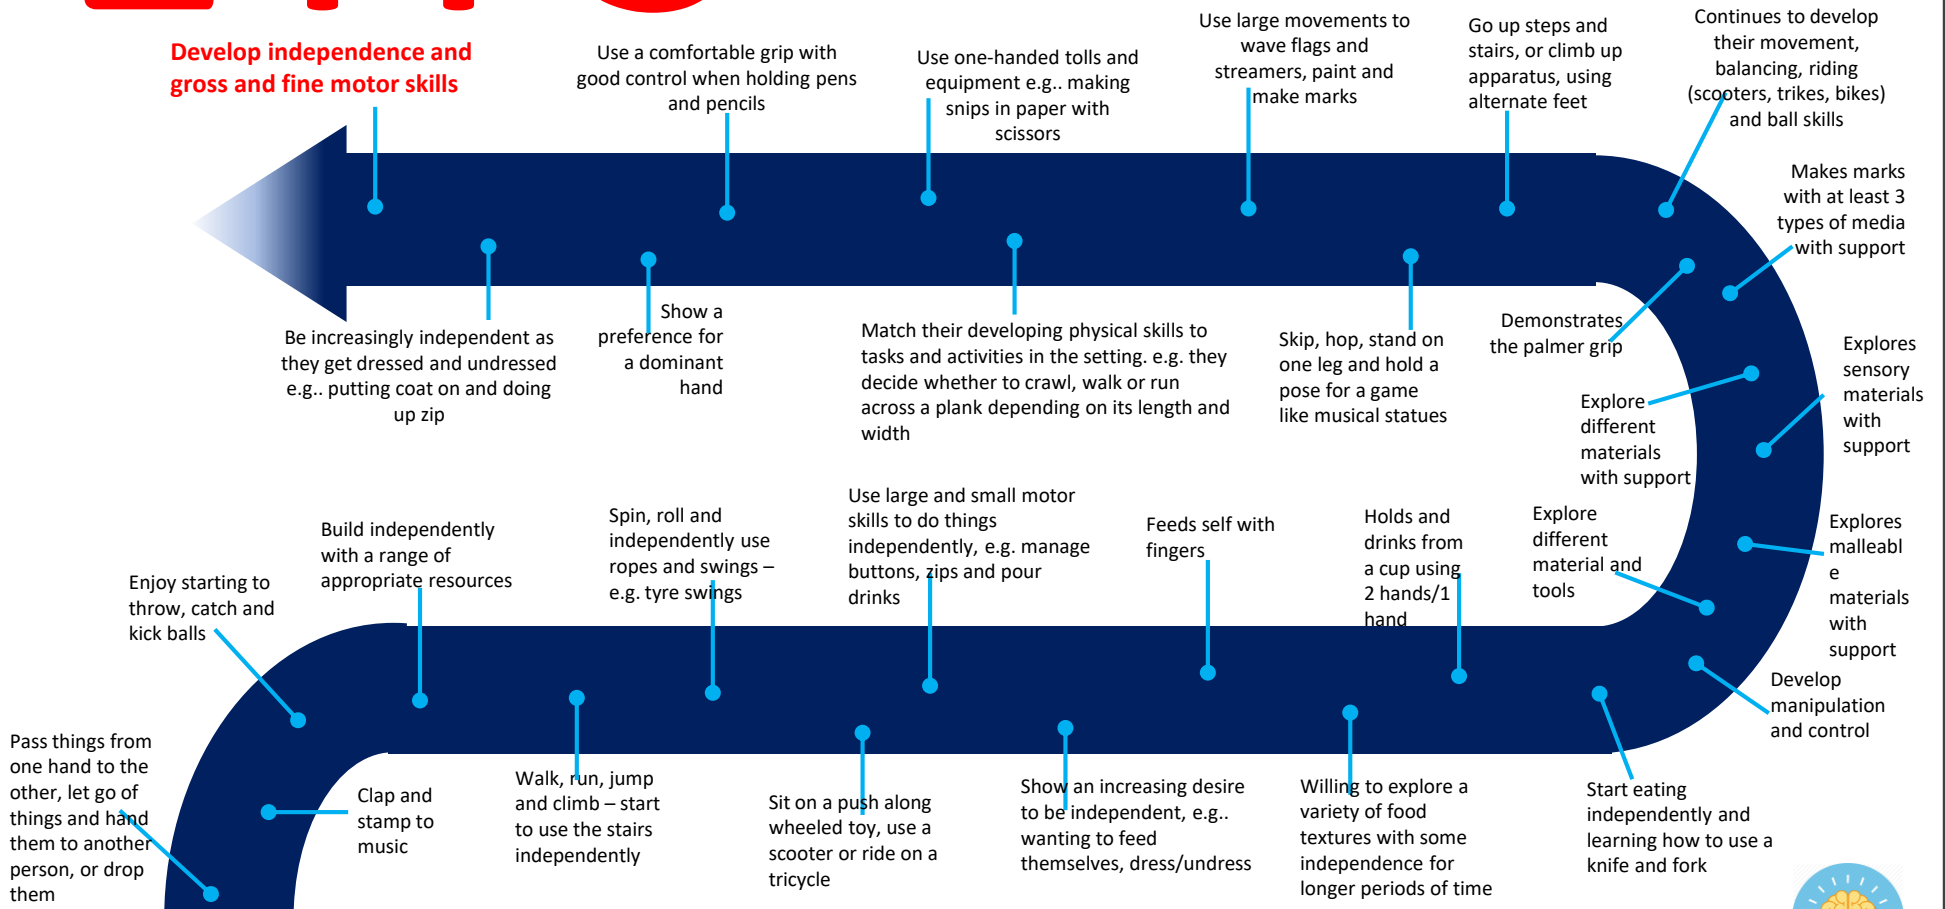 Develop independence and
gross and fine motor skills
Use a comfortable grip with
good control when holding pens
and pencils
Use one-handed tolls and
equipment e.g.. making
snips in paper with
scissors
Use large movements to
wave flags and
streamers, paint and
make marks
Go up steps and
stairs, or climb up
apparatus, using
alternate feet
Continues to develop
their movement,
balancing, riding
(scooters, trikes, bikes)
and ball skills
Makes marks
with at least 3
types of media
with support
Be increasingly independent as
they get dressed and undressed
e.g.. putting coat on and doing
up zip
Show a
preference for
a dominant
hand
Match their developing physical skills to
tasks and activities in the setting. e.g. they
decide whether to crawl, walk or run
across a plank depending on its length and
width
Skip, hop, stand on
one leg and hold a
pose for a game
like musical statues
Demonstrates
the palmer grip
Explore
different
materials
with support
Explores
sensory
materials
with
support
Enjoy starting to
throw, catch and
kick balls
Build independently
with a range of
appropriate resources
Spin, roll and
independently use
ropes and swings –
e.g. tyre swings
Use large and small motor
skills to do things
independently, e.g. manage
buttons, zips and pour
drinks
Feeds self with
fingers
Holds and
drinks from
a cup using
2 hands/1
hand
Explore
different
material and
tools
Explores
malleabl
e
materials
with
support
Develop
manipulation
and control
Pass things from
one hand to the
other, let go of
things and hand
them to another
person, or drop
them
Clap and
stamp to
music
Walk, run, jump
and climb – start
to use the stairs
independently
Sit on a push along
wheeled toy, use a
scooter or ride on a
tricycle
Show an increasing desire
to be independent, e.g..
wanting to feed
themselves, dress/undress
Willing to explore a
variety of food
textures with some
independence for
longer periods of time
Start eating
independently and
learning how to use a
knife and fork